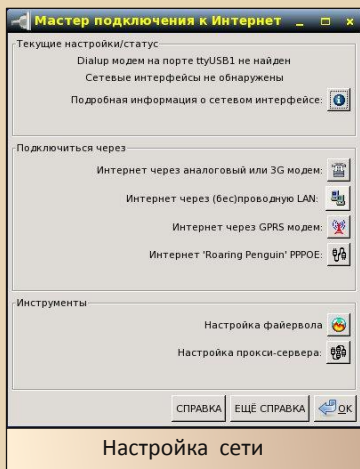 Мастер подключения к Интернет
Текущие настройки/статус
Dialup модем на порте ttyUSB1 не найден
Сетевые интерфейсы не обнаружены
Подробная информация о сетевом интерфейсе:
Подключиться через
Интернет через аналоговый или 3G модем:
Интернет через (бес)проводную LAN:
Интернет через GPRS модем:
Интернет 'Roaring Penguin' PPPOE:
Инструменты
Настройка файервола
Настройка прокси-сервера:
СПРАВКА ЕЩЁ СПРАВКА OK
Настройка сети